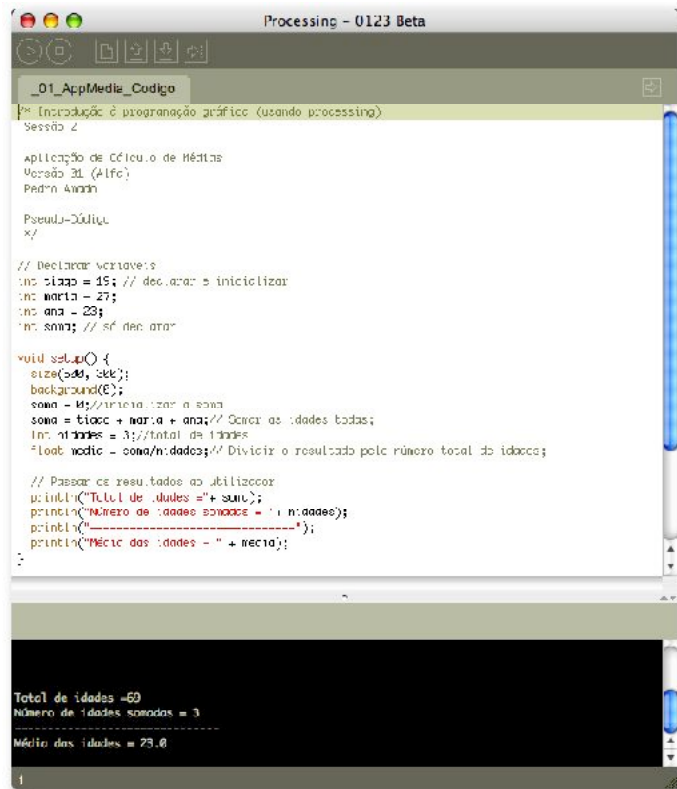 Processing - 0123 Beta
_01_AppMedia_Codigo
/* Introdução à programação gráfica (usando processing)
Sessão 2
Aplicação de Cálculo de Médias
Versão 01 (Alfa)
Pedro Amado
Pseudo-Código
*/
// Declarar variaveis
int tiago = 19; // declarar e inicializar
int maria = 27;
int ana = 23;
int soma; // só declarar
void setup() {
size(500, 300);
background(0);
soma = 0;//inicializar a soma
soma = tiago + maria + ana;// Somar as idades todas;
int nidades = 3;//total de idades
float media = soma/nidades;// Dividir o resultado pelo número total de idades;
// Passar os resultados ao utilizador
println("Total de idades ="+ soma);
println("Número de idades somadas = "+ nidades);
println("------------------------------");
println("Média das idades = " + media);
}
Total de idades =69
Número de idades somadas = 3
------------------------------
Média das idades = 23.0
1